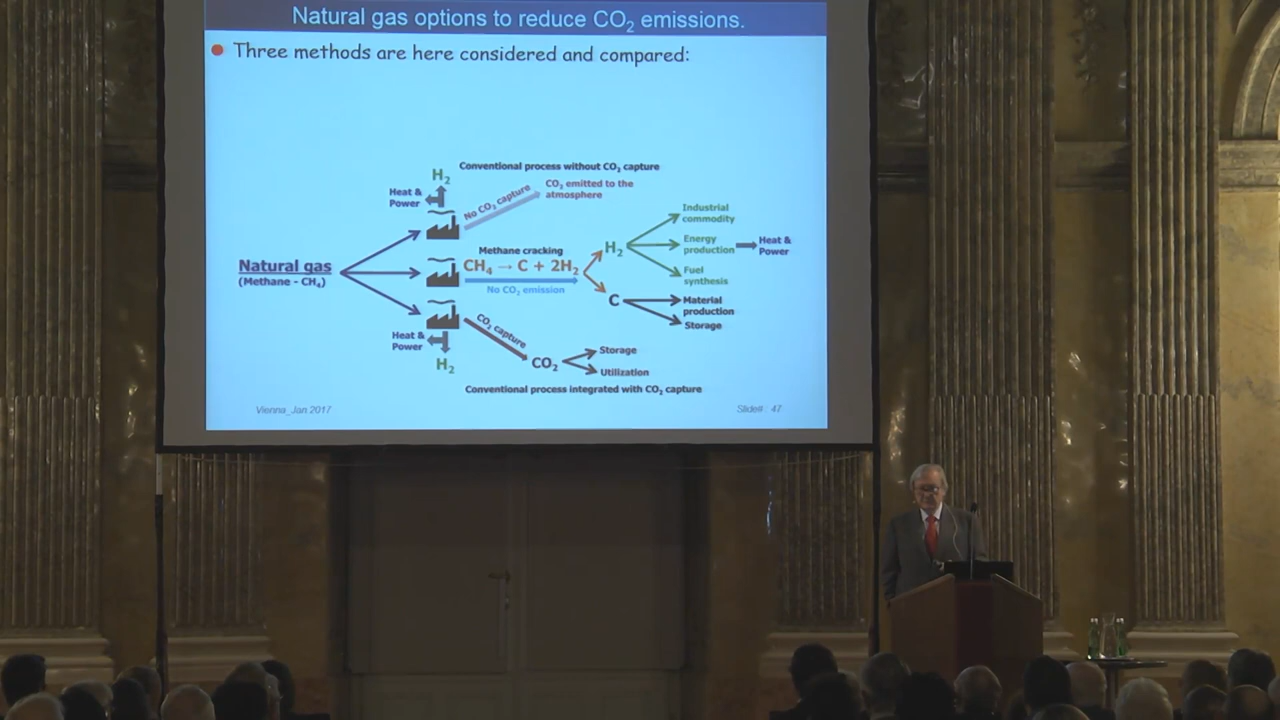 Natural gas options to reduce CO₂ emissions.
Three methods are here considered and compared:
Conventional process without CO₂ capture
H₂
Heat &
Power
No CO₂ capture
CO₂ emitted to the
atmosphere
Natural gas
(Methane - CH₄)
Methane cracking
CH₄ → C + 2H₂
No CO₂ emission
H₂
Industrial
commodity
Energy
production
Heat &
Power
Fuel
synthesis
C
Material
production
Storage
Heat &
Power
H₂
CO₂ capture
CO₂
Storage
Utilization
Conventional process integrated with CO₂ capture
Vienna_Jan 2017
Slide# : 47